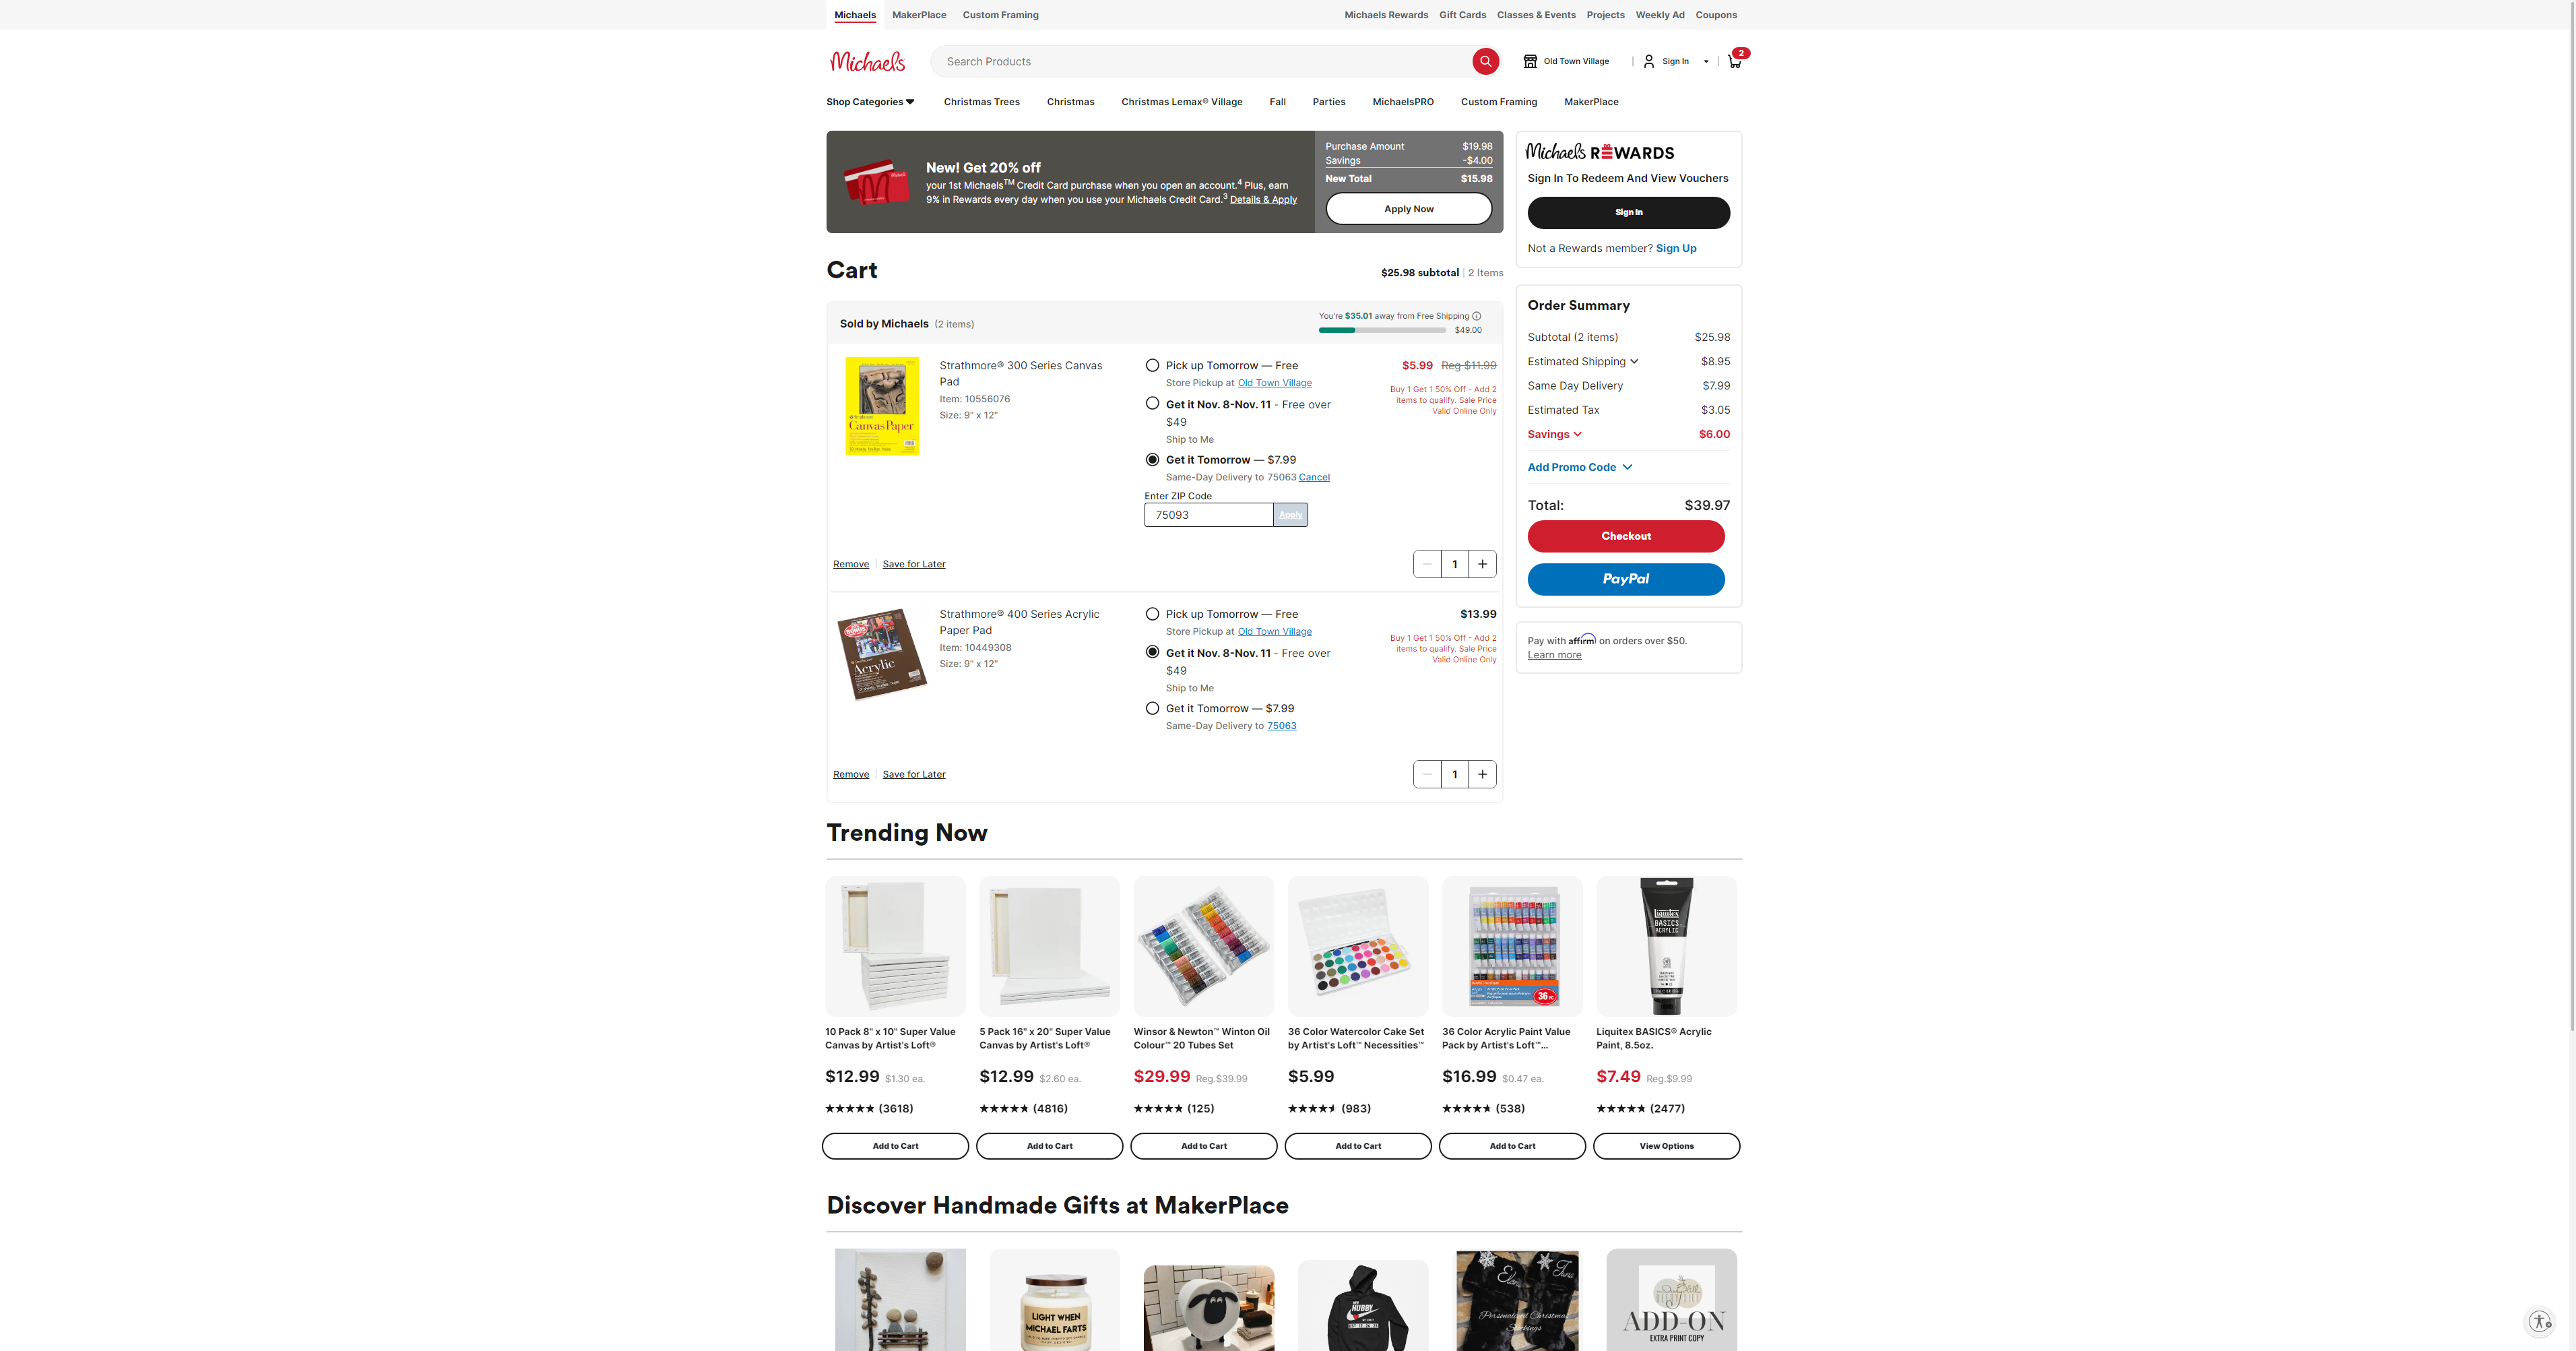 Michaels MakerPlace Custom Framing
Michaels Rewards Gift Cards Classes & Events Projects Weekly Ad Coupons
Michaels
Search Products
Old Town Village
Sign In
2
Shop Categories Christmas Trees Christmas Christmas Lemax® Village Fall Parties MichaelsPRO Custom Framing MakerPlace
New! Get 20% off
your 1st Michaels™ Credit Card purchase when you open an account.4 Plus, earn
9% in Rewards every day when you use your Michaels Credit Card.3 Details & Apply
Purchase Amount $19.98
Savings -$4.00
New Total $15.98
Apply Now
Michaels REWARDS
Sign In To Redeem And View Vouchers
Sign In
Not a Rewards member? Sign Up
Cart
$25.98 subtotal | 2 Items
Sold by Michaels (2 items)
You're $35.01 away from Free Shipping
$49.00
Canvas Paper
Strathmore® 300 Series Canvas
Pad
Item: 10556076
Size: 9" x 12"
Pick up Tomorrow — Free
Store Pickup at Old Town Village
Get it Nov. 8-Nov. 11 - Free over
$49
Ship to Me
Get it Tomorrow — $7.99
Same-Day Delivery to 75063 Cancel
Enter ZIP Code
75093 Apply
$5.99 Reg $11.99
Buy 1 Get 1 50% Off - Add 2
items to qualify. Sale Price
Valid Online Only
Remove | Save for Later
1
BONUS
Acrylic
Strathmore® 400 Series Acrylic
Paper Pad
Item: 10449308
Size: 9" x 12"
Pick up Tomorrow — Free
Store Pickup at Old Town Village
Get it Nov. 8-Nov. 11 - Free over
$49
Ship to Me
Get it Tomorrow — $7.99
Same-Day Delivery to 75063
$13.99
Buy 1 Get 1 50% Off - Add 2
items to qualify. Sale Price
Valid Online Only
Remove | Save for Later
1
Order Summary
Subtotal (2 items) $25.98
Estimated Shipping $8.95
Same Day Delivery $7.99
Estimated Tax $3.05
Savings $6.00
Add Promo Code
Total: $39.97
Checkout
PayPal
Pay with affirm on orders over $50.
Learn more
Trending Now
36 PC
Liquitex
BASICS
ACRYLIC
10 Pack 8" x 10" Super Value
Canvas by Artist's Loft®
$12.99 $1.30 ea.
(3618)
Add to Cart
5 Pack 16" x 20" Super Value
Canvas by Artist's Loft®
$12.99 $2.60 ea.
(4816)
Add to Cart
Winsor & Newton™ Winton Oil
Colour™ 20 Tubes Set
$29.99 Reg.$39.99
(125)
Add to Cart
36 Color Watercolor Cake Set
by Artist's Loft™ Necessities™
$5.99
(983)
Add to Cart
36 Color Acrylic Paint Value
Pack by Artist's Loft™...
$16.99 $0.47 ea.
(538)
Add to Cart
Liquitex BASICS® Acrylic
Paint, 8.5oz.
$7.49 Reg.$9.99
(2477)
View Options
Discover Handmade Gifts at MakerPlace
LIGHT WHEN
MICHAEL FARTS
HUBBY
Personalized Christmas
Stockings
ADD-ON
EXTRA PRINT COPY